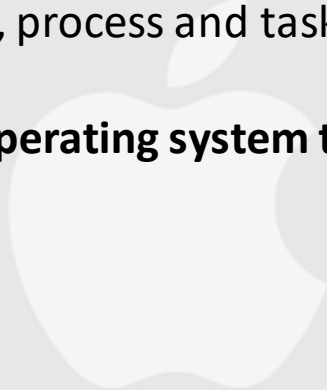 , process and task
perating system t